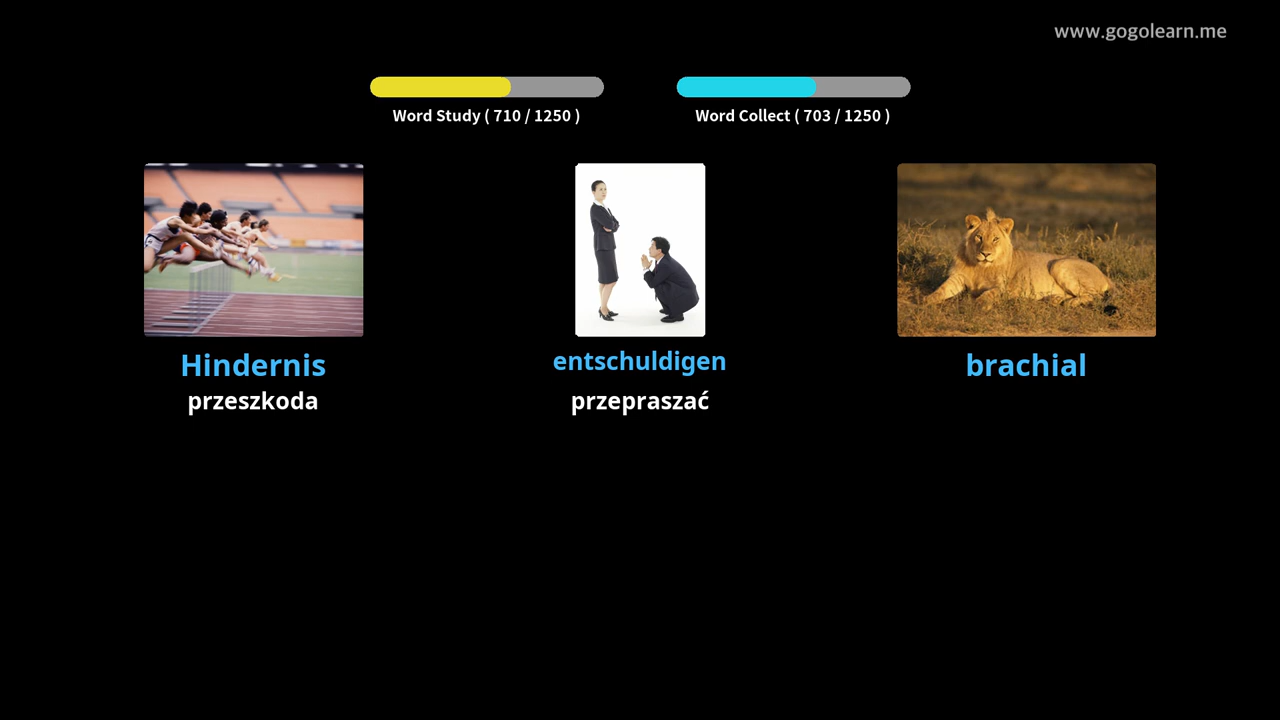 www.gogolearn.me
Word Study ( 710 / 1250 )
Word Collect ( 703 / 1250 )
Hindernis
przeszkoda
entschuldigen
przepraszać
brachial